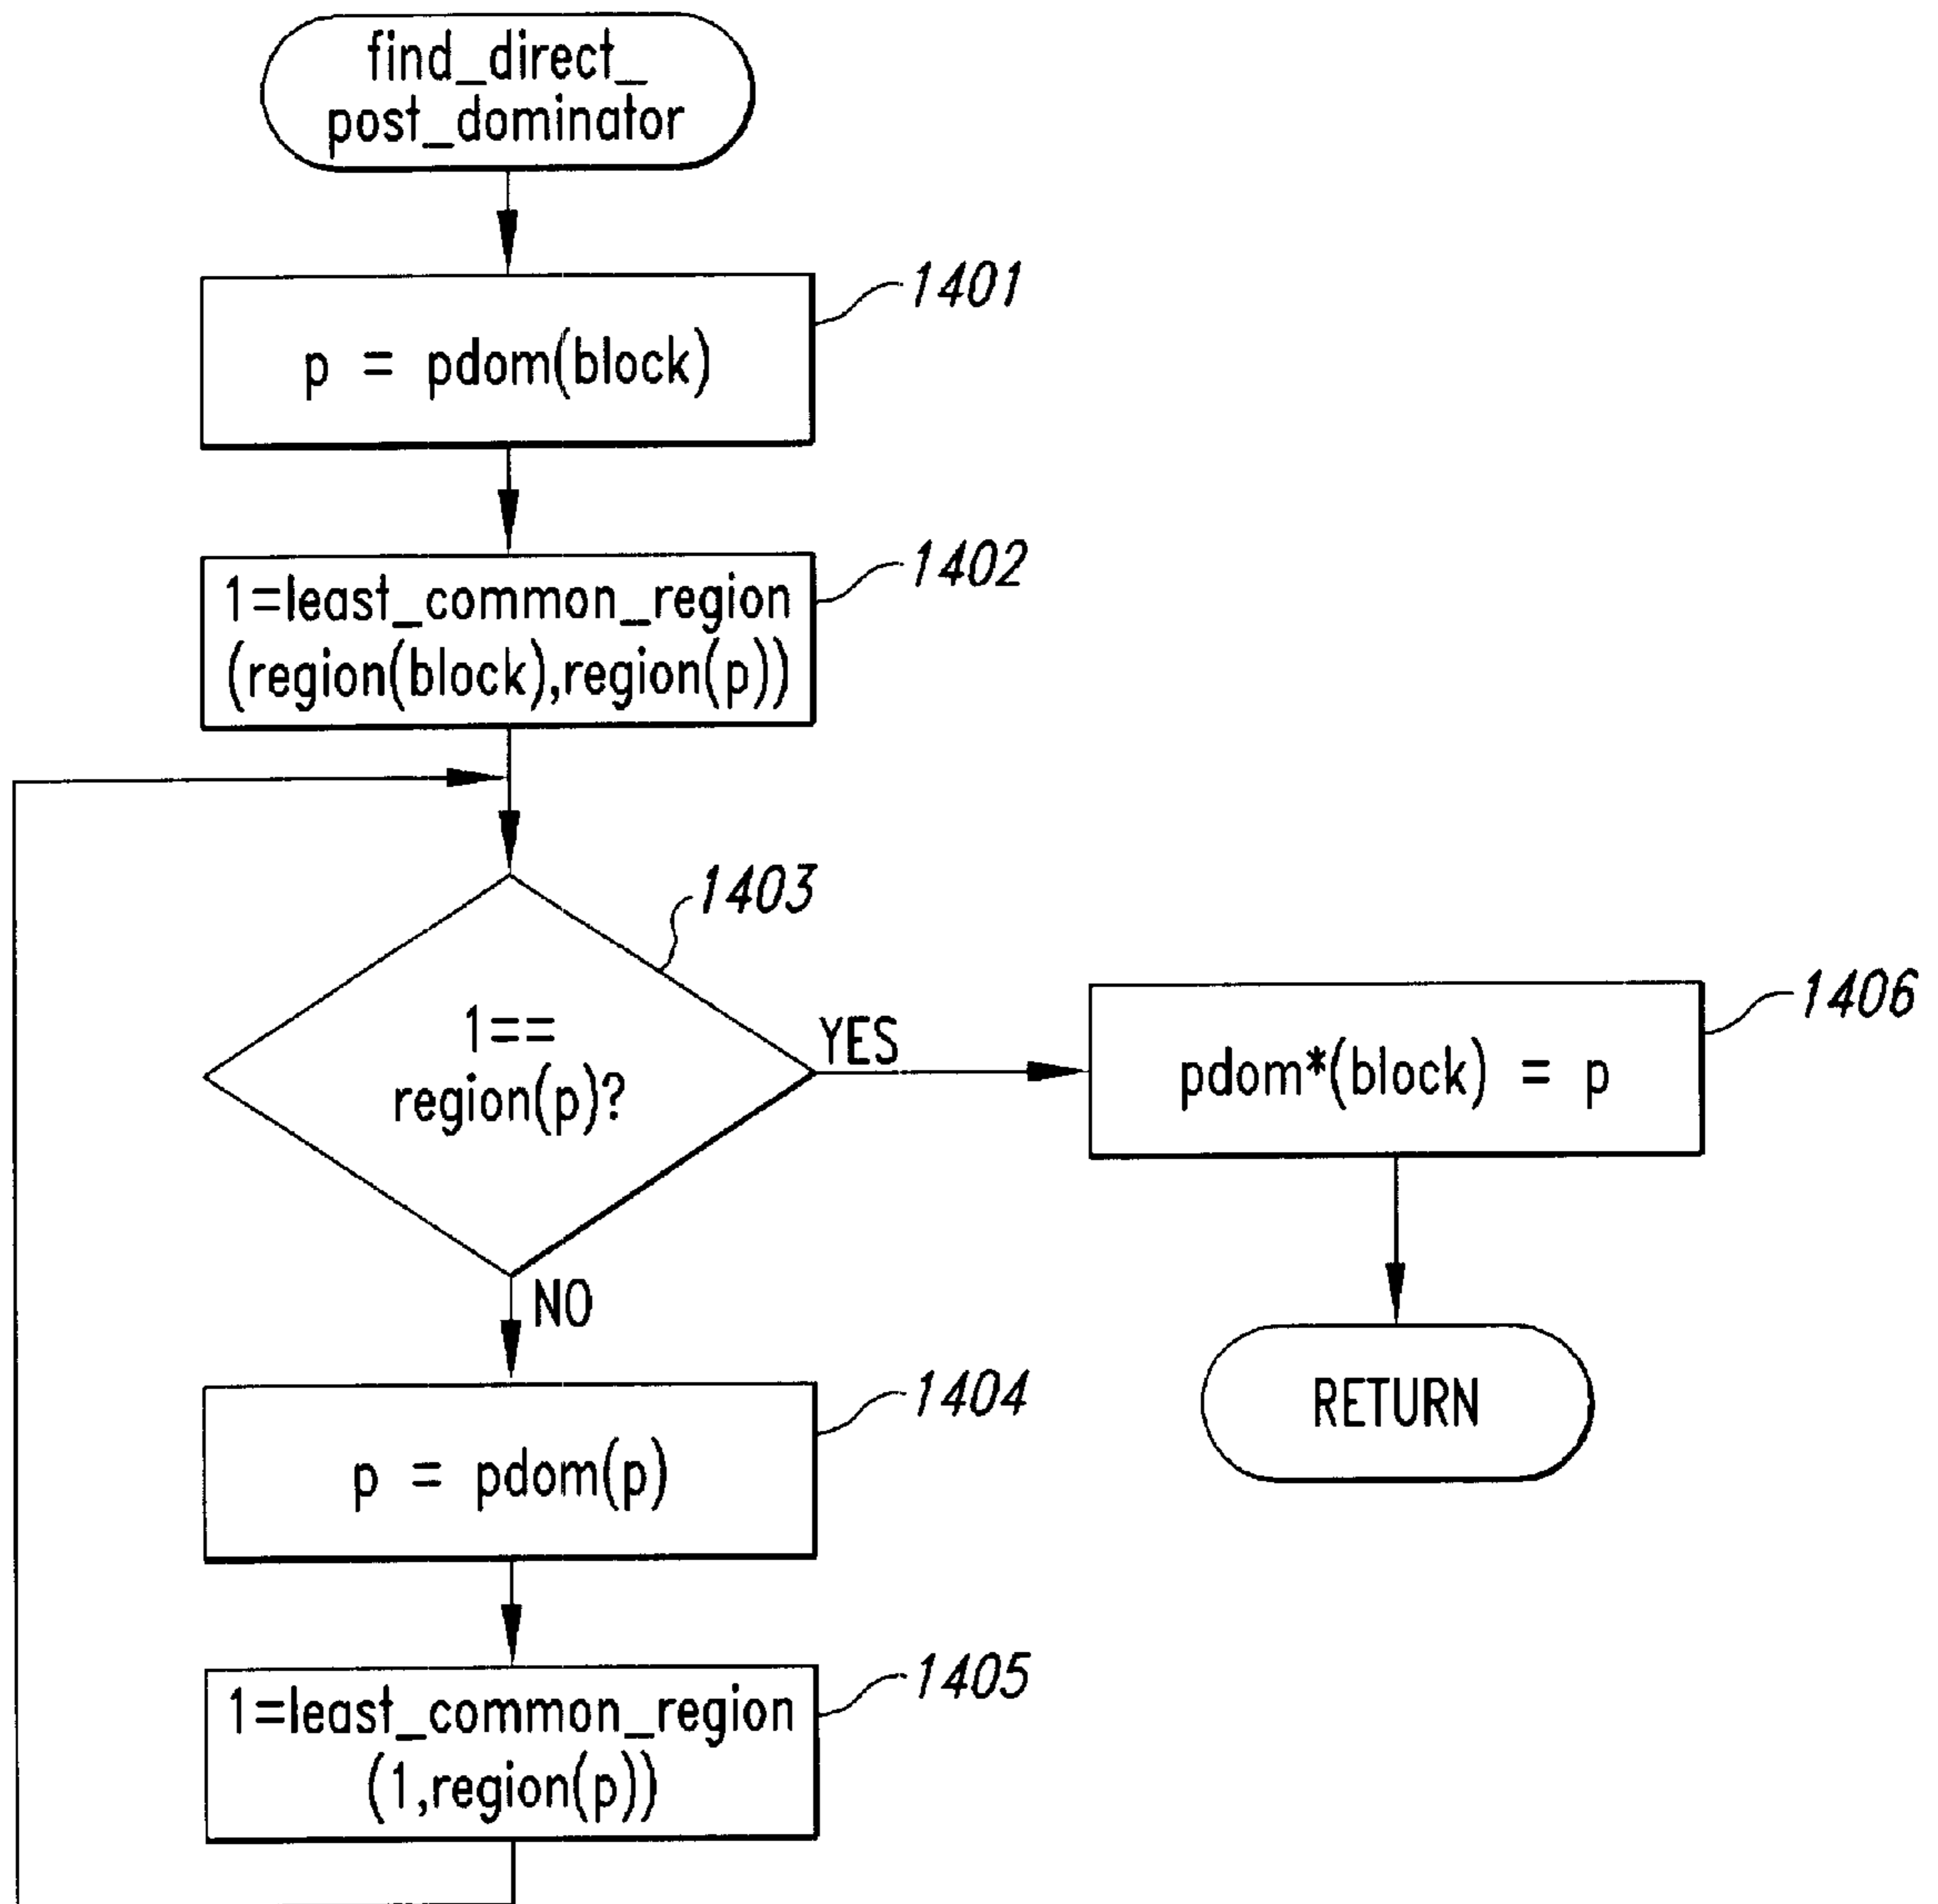 find_direct_
post_dominator
1401
p = pdom(block)
1402
1=least_common_region
(region(block),region(p))
1403
1==
region(p)?
YES
1406
pdom*(block) = p
NO
1404
p = pdom(p)
RETURN
1405
1=least_common_region
(1,region(p))